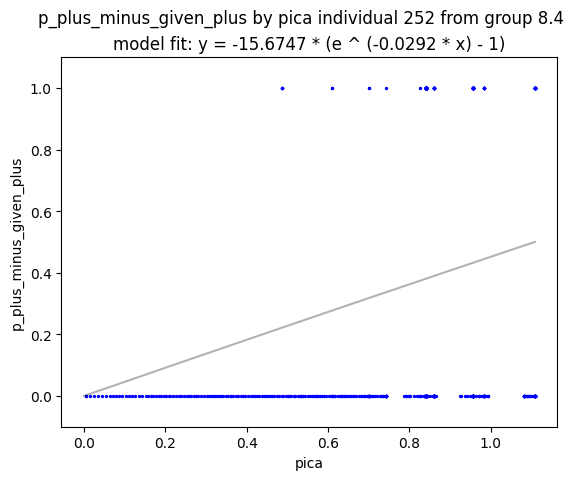 p_plus_minus_given_plus by pica individual 252 from group 8.4
model fit: y = -15.6747 * (e ^ (-0.0292 * x) - 1)
1.0
0.8
0.6
0.4
0.2
0.0
p_plus_minus_given_plus
0.0 0.2 0.4 0.6 0.8 1.0
pica